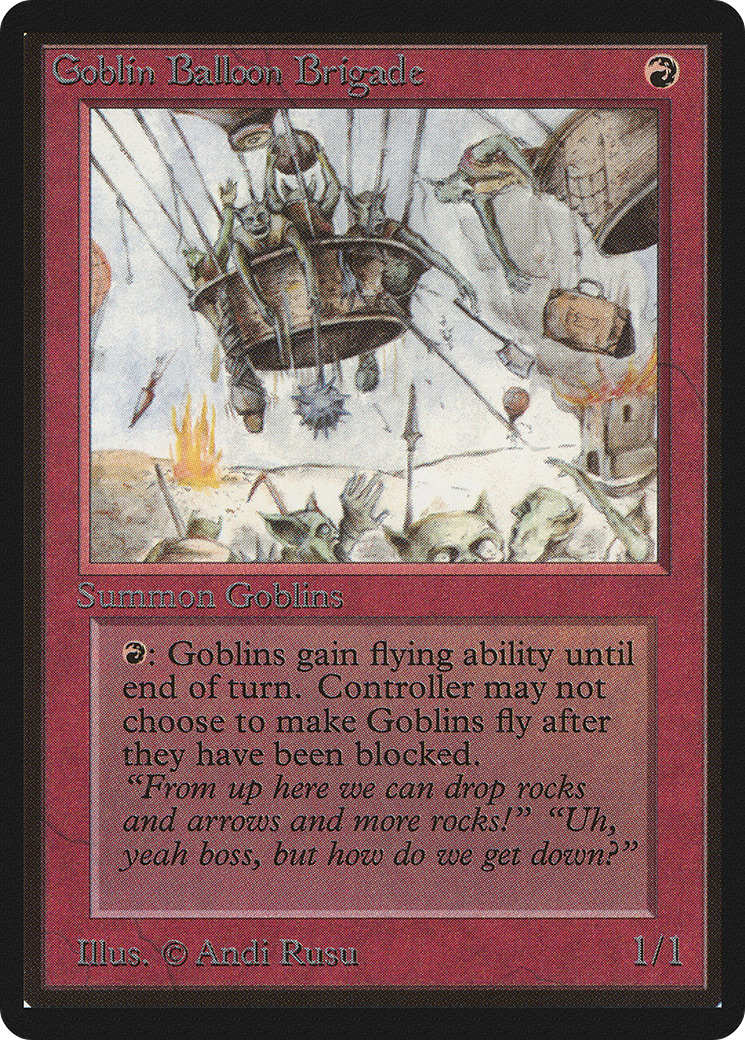 Goblin Balloon Brigade
Summon Goblins
: Goblins gain flying ability until
end of turn. Controller may not
choose to make Goblins fly after
they have been blocked.
“From up here we can drop rocks
and arrows and more rocks!” “Uh,
yeah boss, but how do we get down?”
Illus. © Andi Rusu
1/1